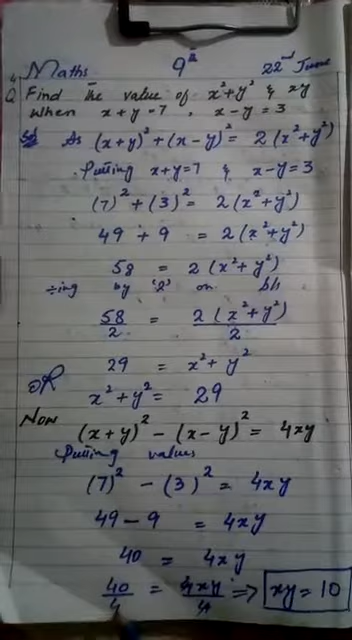 Maths 9th 22nd June
Q Find the value of x²+y² & xy
when x+y=7, x-y=3
Sol As (x+y)²+(x-y)²= 2(x²+y²)
Putting x+y=7 & x-y=3
(7)²+(3)²= 2(x²+y²)
49 + 9 = 2(x²+y²)
58 = 2(x²+y²)
÷ing by '2' on b/s
58/2 = 2(x²+y²)/2
29 = x²+y²
OR
x²+y²= 29
Now
(x+y)² - (x-y)² = 4xy
Putting values
(7)² - (3)² = 4xy
49-9 = 4xy
40 = 4xy
40/4 = 4xy/4 => xy=10